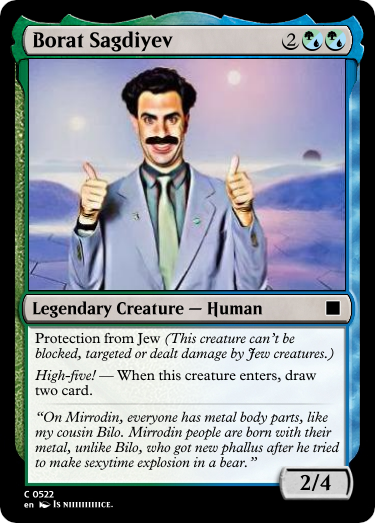 Borat Sagdiyev 2
Legendary Creature — Human
Protection from Jew (This creature can't be
blocked, targeted or dealt damage by Jew creatures.)
High-five! — When this creature enters, draw
two card.
"On Mirrodin, everyone has metal body parts, like
my cousin Bilo. Mirrodin people are born with their
metal, unlike Bilo, who got new phallus after he tried
to make sexytime explosion in a bear."
2/4
C 0522
en Is NIIIIIIIIICE.